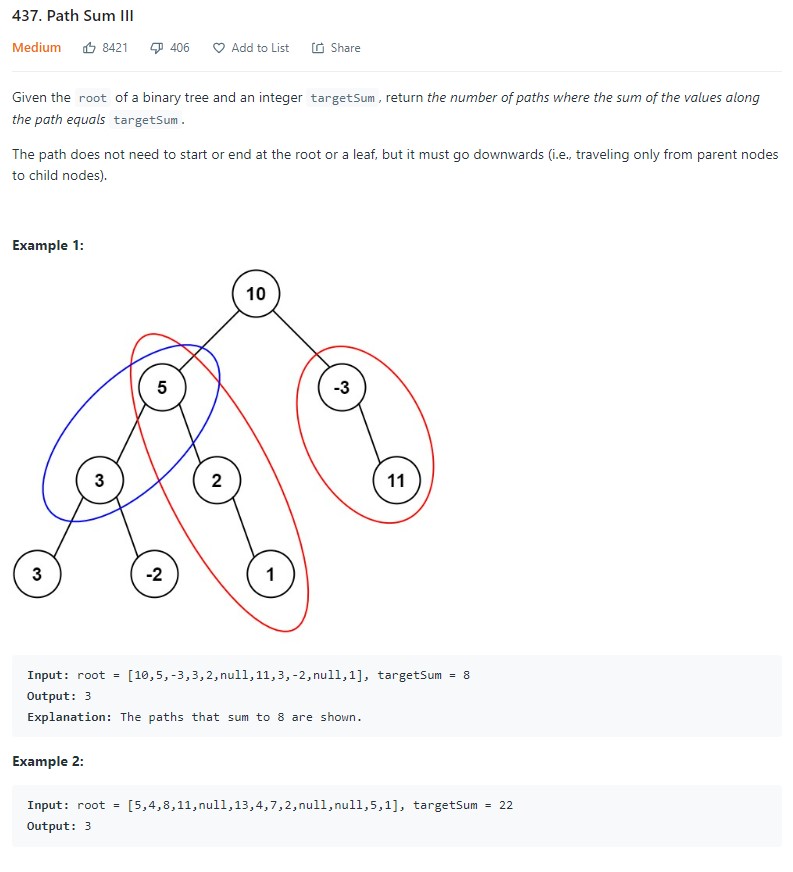 437. Path Sum III
Medium 8421 406 Add to List Share
Given the root of a binary tree and an integer targetSum, return the number of paths where the sum of the values along
the path equals targetSum.
The path does not need to start or end at the root or a leaf, but it must go downwards (i.e., traveling only from parent nodes
to child nodes).
Example 1:
10
5 -3
3 2 11
3 -2 1
Input: root = [10,5,-3,3,2,null,11,3,-2,null,1], targetSum = 8
Output: 3
Explanation: The paths that sum to 8 are shown.
Example 2:
Input: root = [5,4,8,11,null,13,4,7,2,null,null,5,1], targetSum = 22
Output: 3